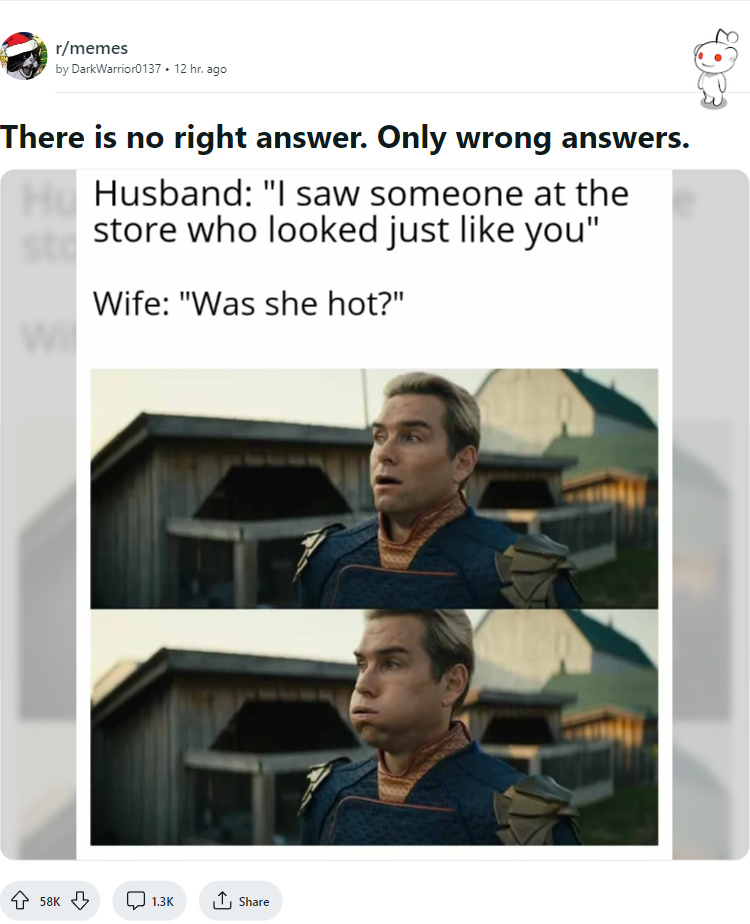 r/memes
by DarkWarrior0137 • 12 hr. ago
There is no right answer. Only wrong answers.
Husband: "I saw someone at the
store who looked just like you"
Wife: "Was she hot?"
58K
1.3K
Share